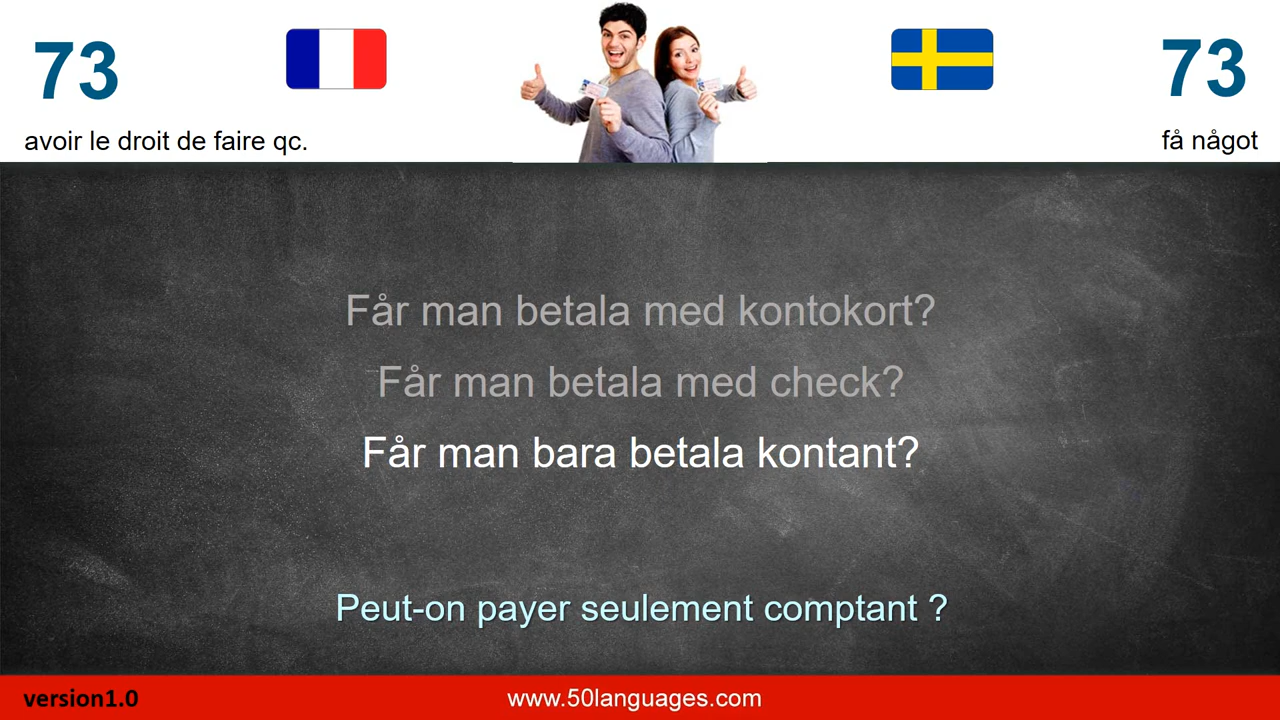 73
73
avoir le droit de faire qc.
få något
Får man betala med kontokort?
Får man betala med check?
Får man bara betala kontant?
Peut-on payer seulement comptant ?
version1.0
www.50languages.com